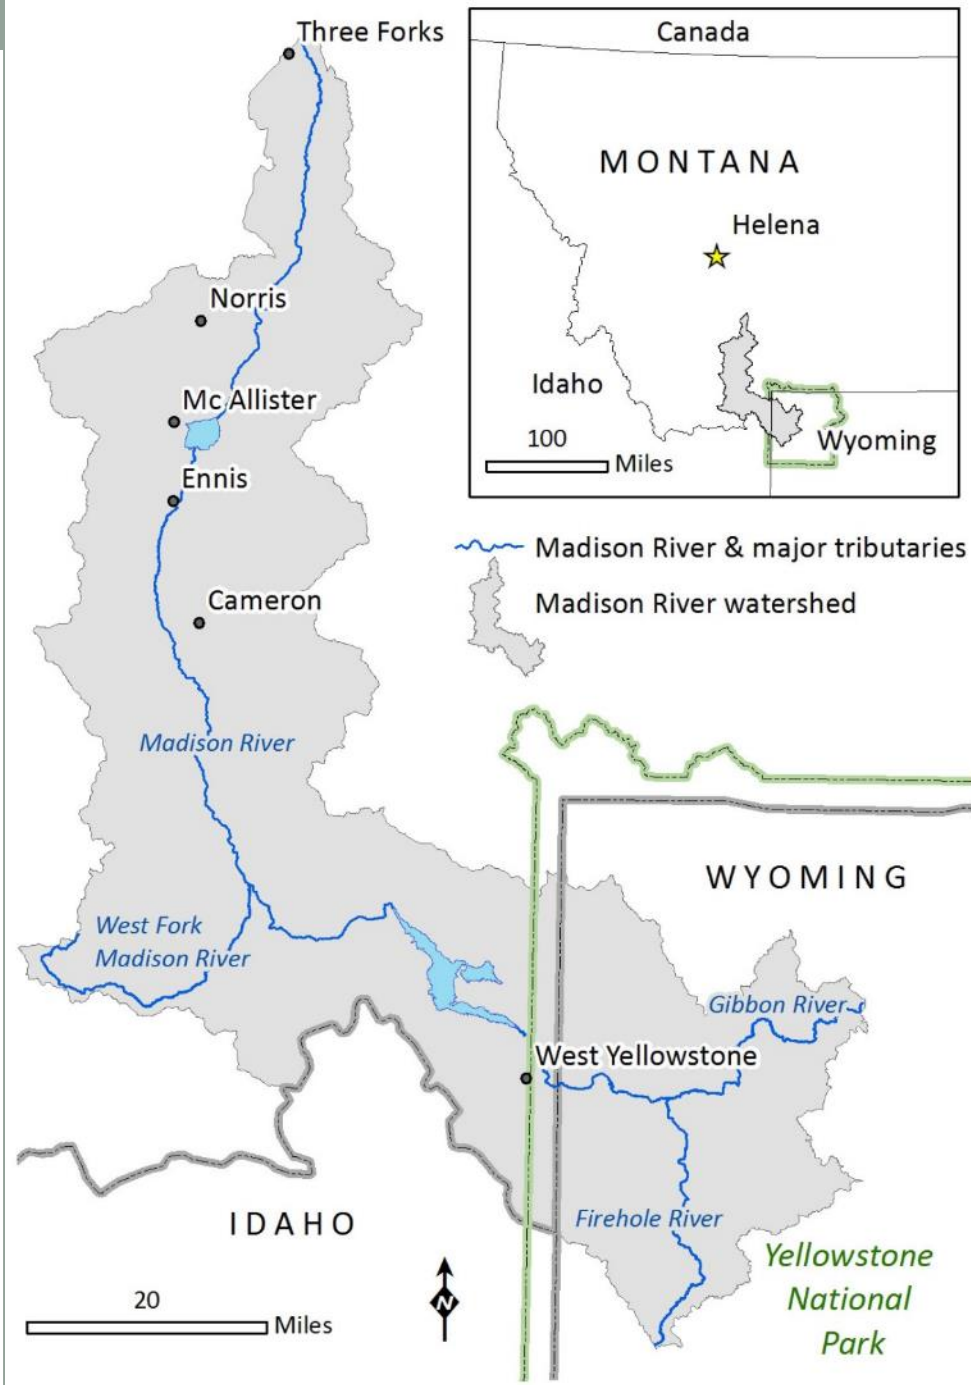 Three Forks
Canada
MONTANA
Helena
Norris
Idaho
Mc Allister
Wyoming
100
Miles
Ennis
Madison River & major tributaries
Cameron
Madison River watershed
Madison River
WYOMING
West Fork
Madison River
Gibbon River
West Yellowstone
Firehole River
IDAHO
Yellowstone
National
Park
20
Miles
N